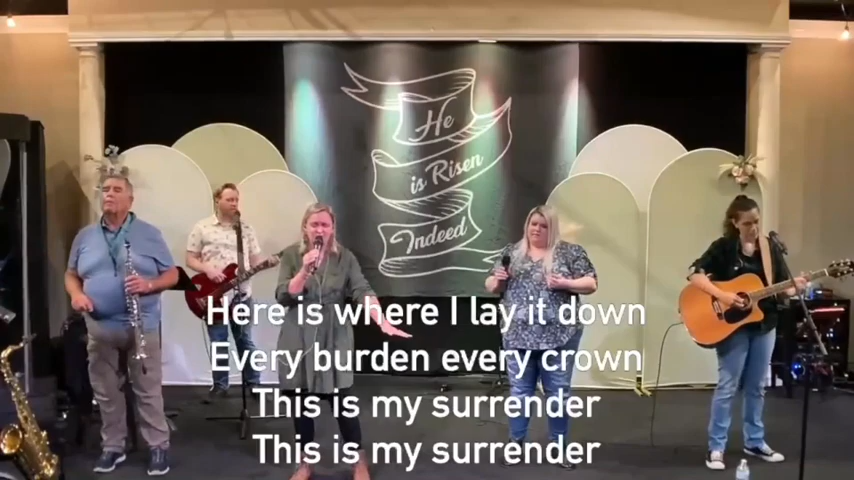 He
is Risen
Indeed
Here is where I lay it down
Every burden every crown
This is my surrender
This is my surrender